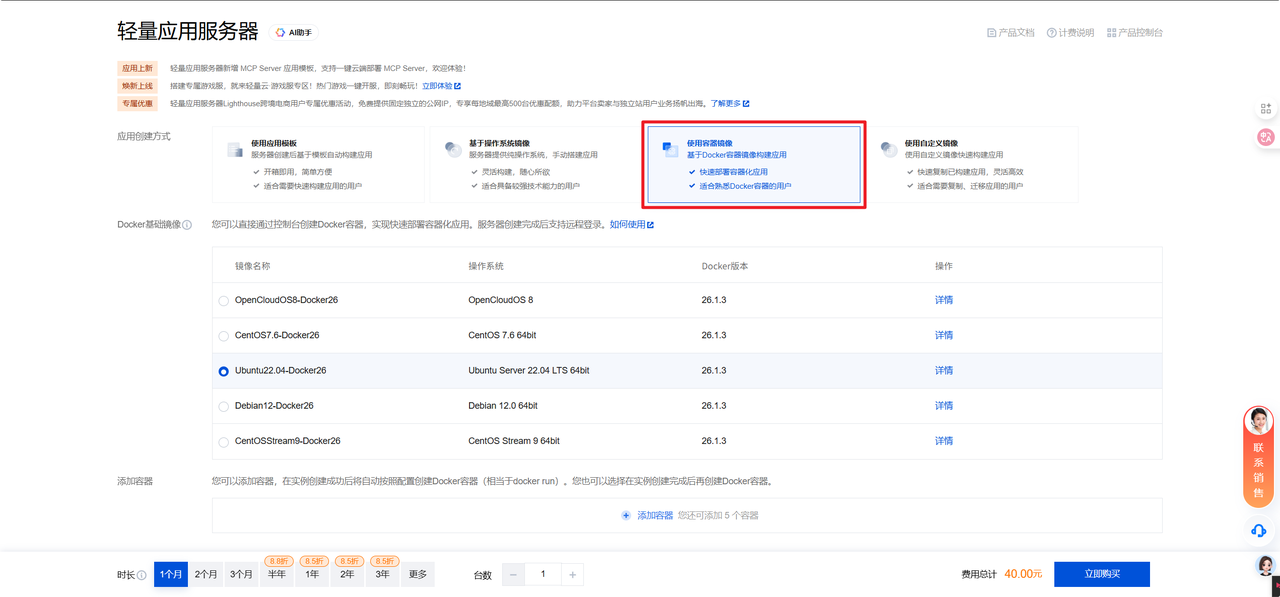 轻量应用服务器 AI助手 产品文档 计费说明 产品控制台
应用上新 轻量应用服务器新增 MCP Server 应用模板，支持一键云端部署 MCP Server，欢迎体验！
焕新上线 搭建专属游戏服，就来轻量云·游戏服专区！热门游戏一键开服，即刻畅玩！立即体验
专属优惠 轻量应用服务器Lighthouse跨境电商用户专属优惠活动，免费提供固定独立的公网IP，专享每地域最高500台优惠配额，助力平台卖家与独立站用户业务扬帆出海。了解更多
应用创建方式
使用应用模板
服务器创建后基于模板自动构建应用
开箱即用，简单方便
适合需要快速构建应用的用户
基于操作系统镜像
服务器提供纯操作系统，手动搭建应用
灵活构建，随心所欲
适合具备较强技术能力的用户
使用容器镜像
基于Docker容器镜像构建应用
快速部署容器化应用
适合熟悉Docker容器的用户
使用自定义镜像
使用自定义镜像快速构建应用
快速复制已构建应用，灵活高效
适合需要复制、迁移应用的用户
Docker基础镜像 您可以直接通过控制台创建Docker容器，实现快速部署容器化应用。服务器创建完成后支持远程登录。如何使用
镜像名称 操作系统 Docker版本 操作
OpenCloudOS8-Docker26 OpenCloudOS 8 26.1.3 详情
CentOS7.6-Docker26 CentOS 7.6 64bit 26.1.3 详情
Ubuntu22.04-Docker26 Ubuntu Server 22.04 LTS 64bit 26.1.3 详情
Debian12-Docker26 Debian 12.0 64bit 26.1.3 详情
CentOSStream9-Docker26 CentOS Stream 9 64bit 26.1.3 详情
添加容器 您可以添加容器，在实例创建成功后将自动按照配置创建Docker容器（相当于docker run）。您也可以选择在实例创建完成后再创建Docker容器。
添加容器 您还可添加 5 个容器
联系销售
8.8折 8.5折 8.5折 8.5折
时长 1个月 2个月 3个月 半年 1年 2年 3年 更多 台数 － 1 ＋ 费用总计 40.00元 立即购买